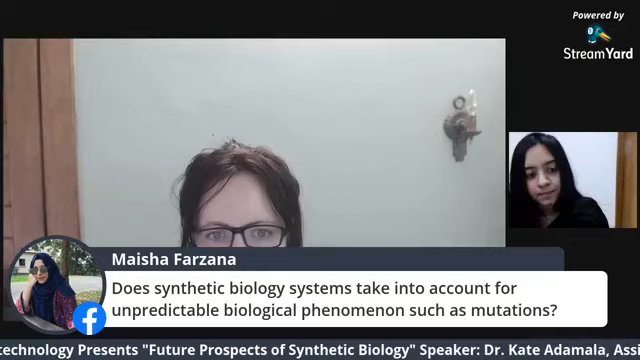 Powered by
StreamYard
Maisha Farzana
Does synthetic biology systems take into account for
unpredictable biological phenomenon such as mutations?
technology Presents "Future Prospects of Synthetic Biology" Speaker: Dr. Kate Adamala, Assi